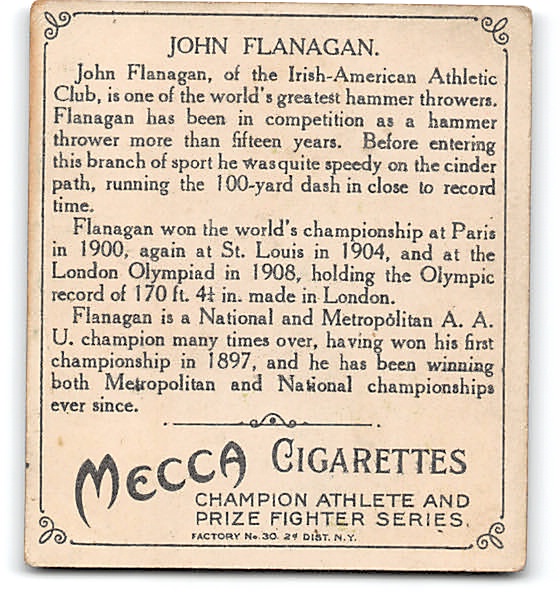 JOHN FLANAGAN.
John Flanagan, of the Irish-American Athletic
Club, is one of the world's greatest hammer throwers.
Flanagan has been in competition as a hammer
thrower more than fifteen years. Before entering
this branch of sport he was quite speedy on the cinder
path, running the 100-yard dash in close to record
time.
Flanagan won the world's championship at Paris
in 1900, again at St. Louis in 1904, and at the
London Olympiad in 1908, holding the Olympic
record of 170 ft. 4¼ in. made in London.
Flanagan is a National and Metropolitan A. A.
U. champion many times over, having won his first
championship in 1897, and he has been winning
both Metropolitan and National championships
ever since.
MECCA CIGARETTES
CHAMPION ATHLETE AND
PRIZE FIGHTER SERIES.
FACTORY No. 30. 2d DIST. N.Y.